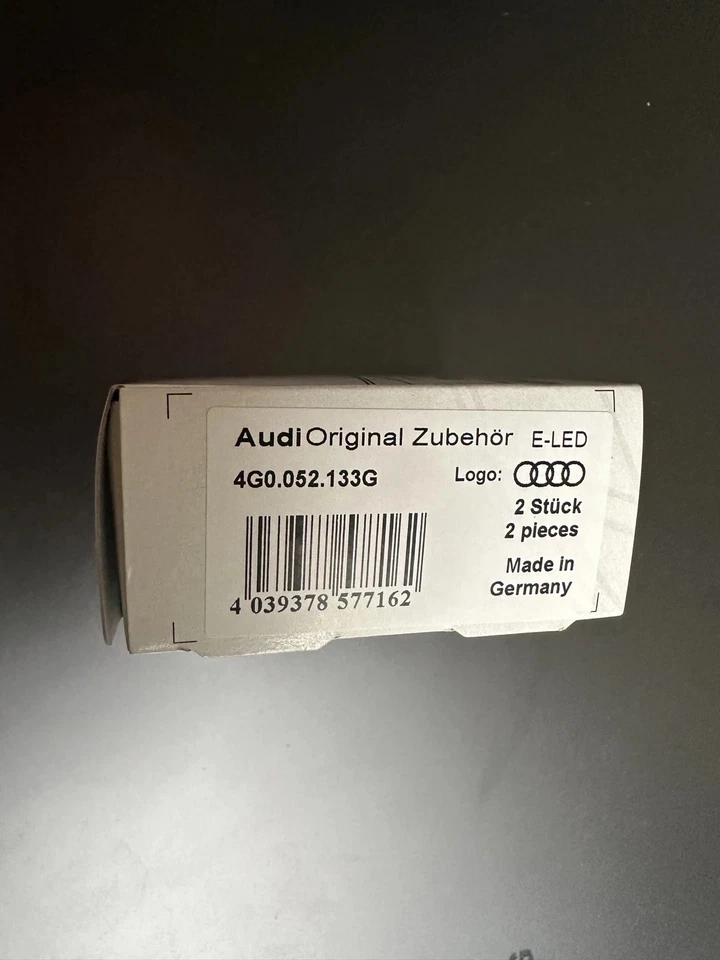 Audi Original Zubehör E-LED
4G0.052.133G Logo:
2 Stück
2 pieces
Made in
Germany
4 039378 577162